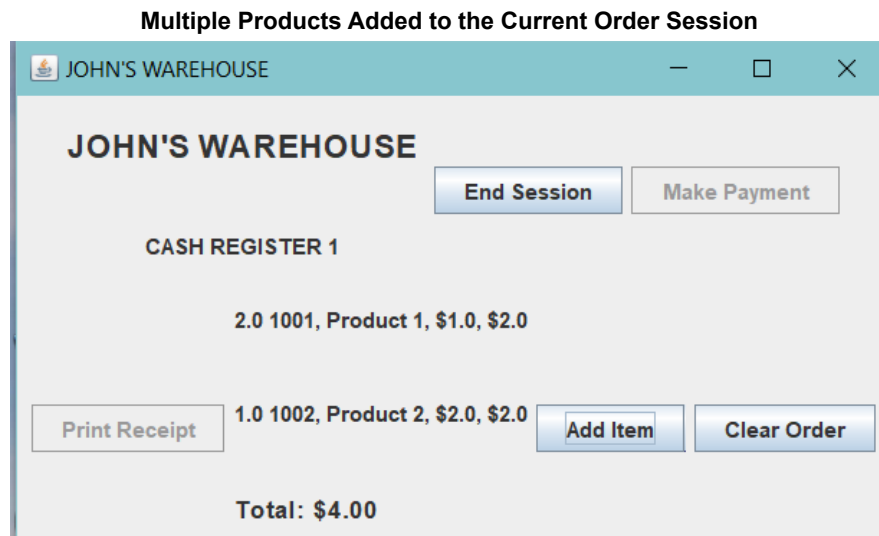 Multiple Products Added to the Current Order Session
JOHN'S WAREHOUSE
JOHN'S WAREHOUSE
End Session
Make Payment
CASH REGISTER 1
2.0 1001, Product 1, $1.0, $2.0
Print Receipt
1.0 1002, Product 2, $2.0, $2.0
Add Item
Clear Order
Total: $4.00